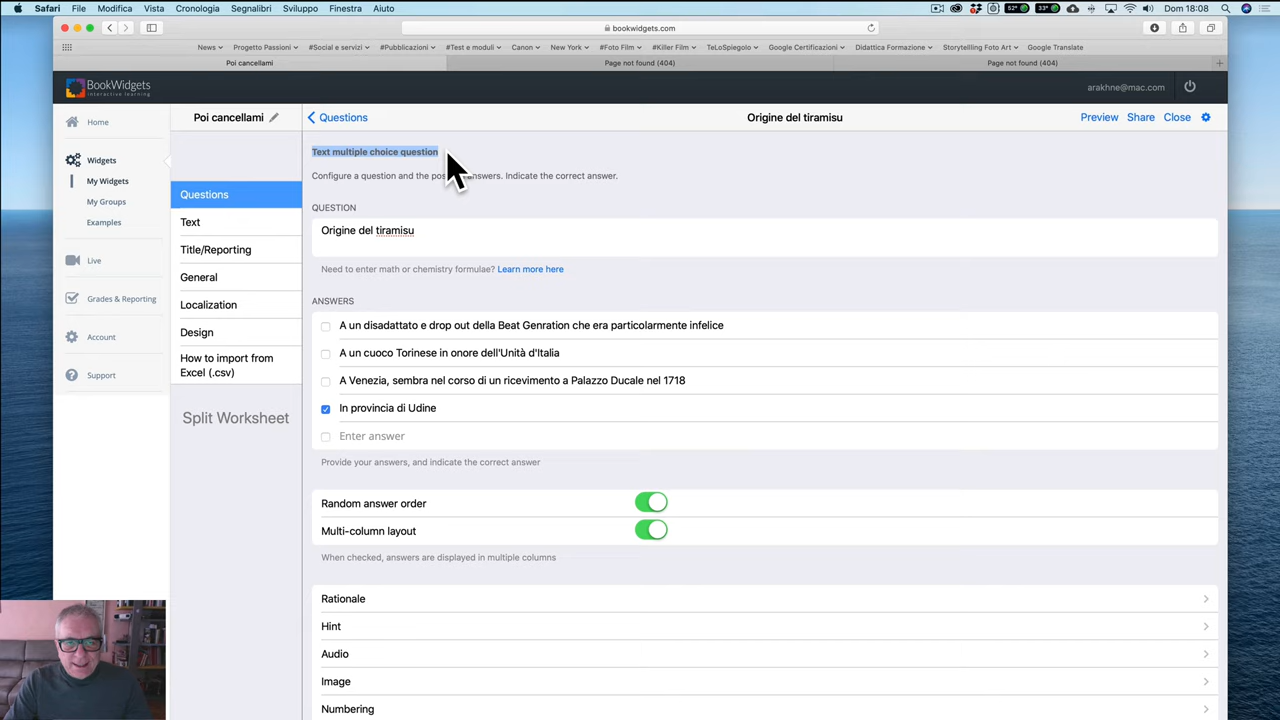 Safari File Modifica Vista Cronologia Segnalibri Sviluppo Finestra Aiuto 52° 33° Dom 18:08
bookwidgets.com
News Progetto Passioni #Social e servizi #Pubblicazioni #Test e moduli Canon New York #Foto Film #Killer Film TeLoSpiegolo Google Certificazioni Didattica Formazione Storytelling Foto Art Google Translate
Poi cancellami Page not found (404) Page not found (404)
BookWidgets
interactive learning
arakhne@mac.com
Home
Widgets
My Widgets
My Groups
Examples
Live
Grades & Reporting
Account
Support
Poi cancellami
Questions
Text
Title/Reporting
General
Localization
Design
How to import from
Excel (.csv)
Split Worksheet
Questions Origine del tiramisu Preview Share Close
Text multiple choice question
Configure a question and the answers. Indicate the correct answer.
QUESTION
Origine del tiramisu
Need to enter math or chemistry formulae? Learn more here
ANSWERS
A un disadattato e drop out della Beat Genration che era particolarmente infelice
A un cuoco Torinese in onore dell'Unità d'Italia
A Venezia, sembra nel corso di un ricevimento a Palazzo Ducale nel 1718
In provincia di Udine
Enter answer
Provide your answers, and indicate the correct answer
Random answer order
Multi-column layout
When checked, answers are displayed in multiple columns
Rationale
Hint
Audio
Image
Numbering